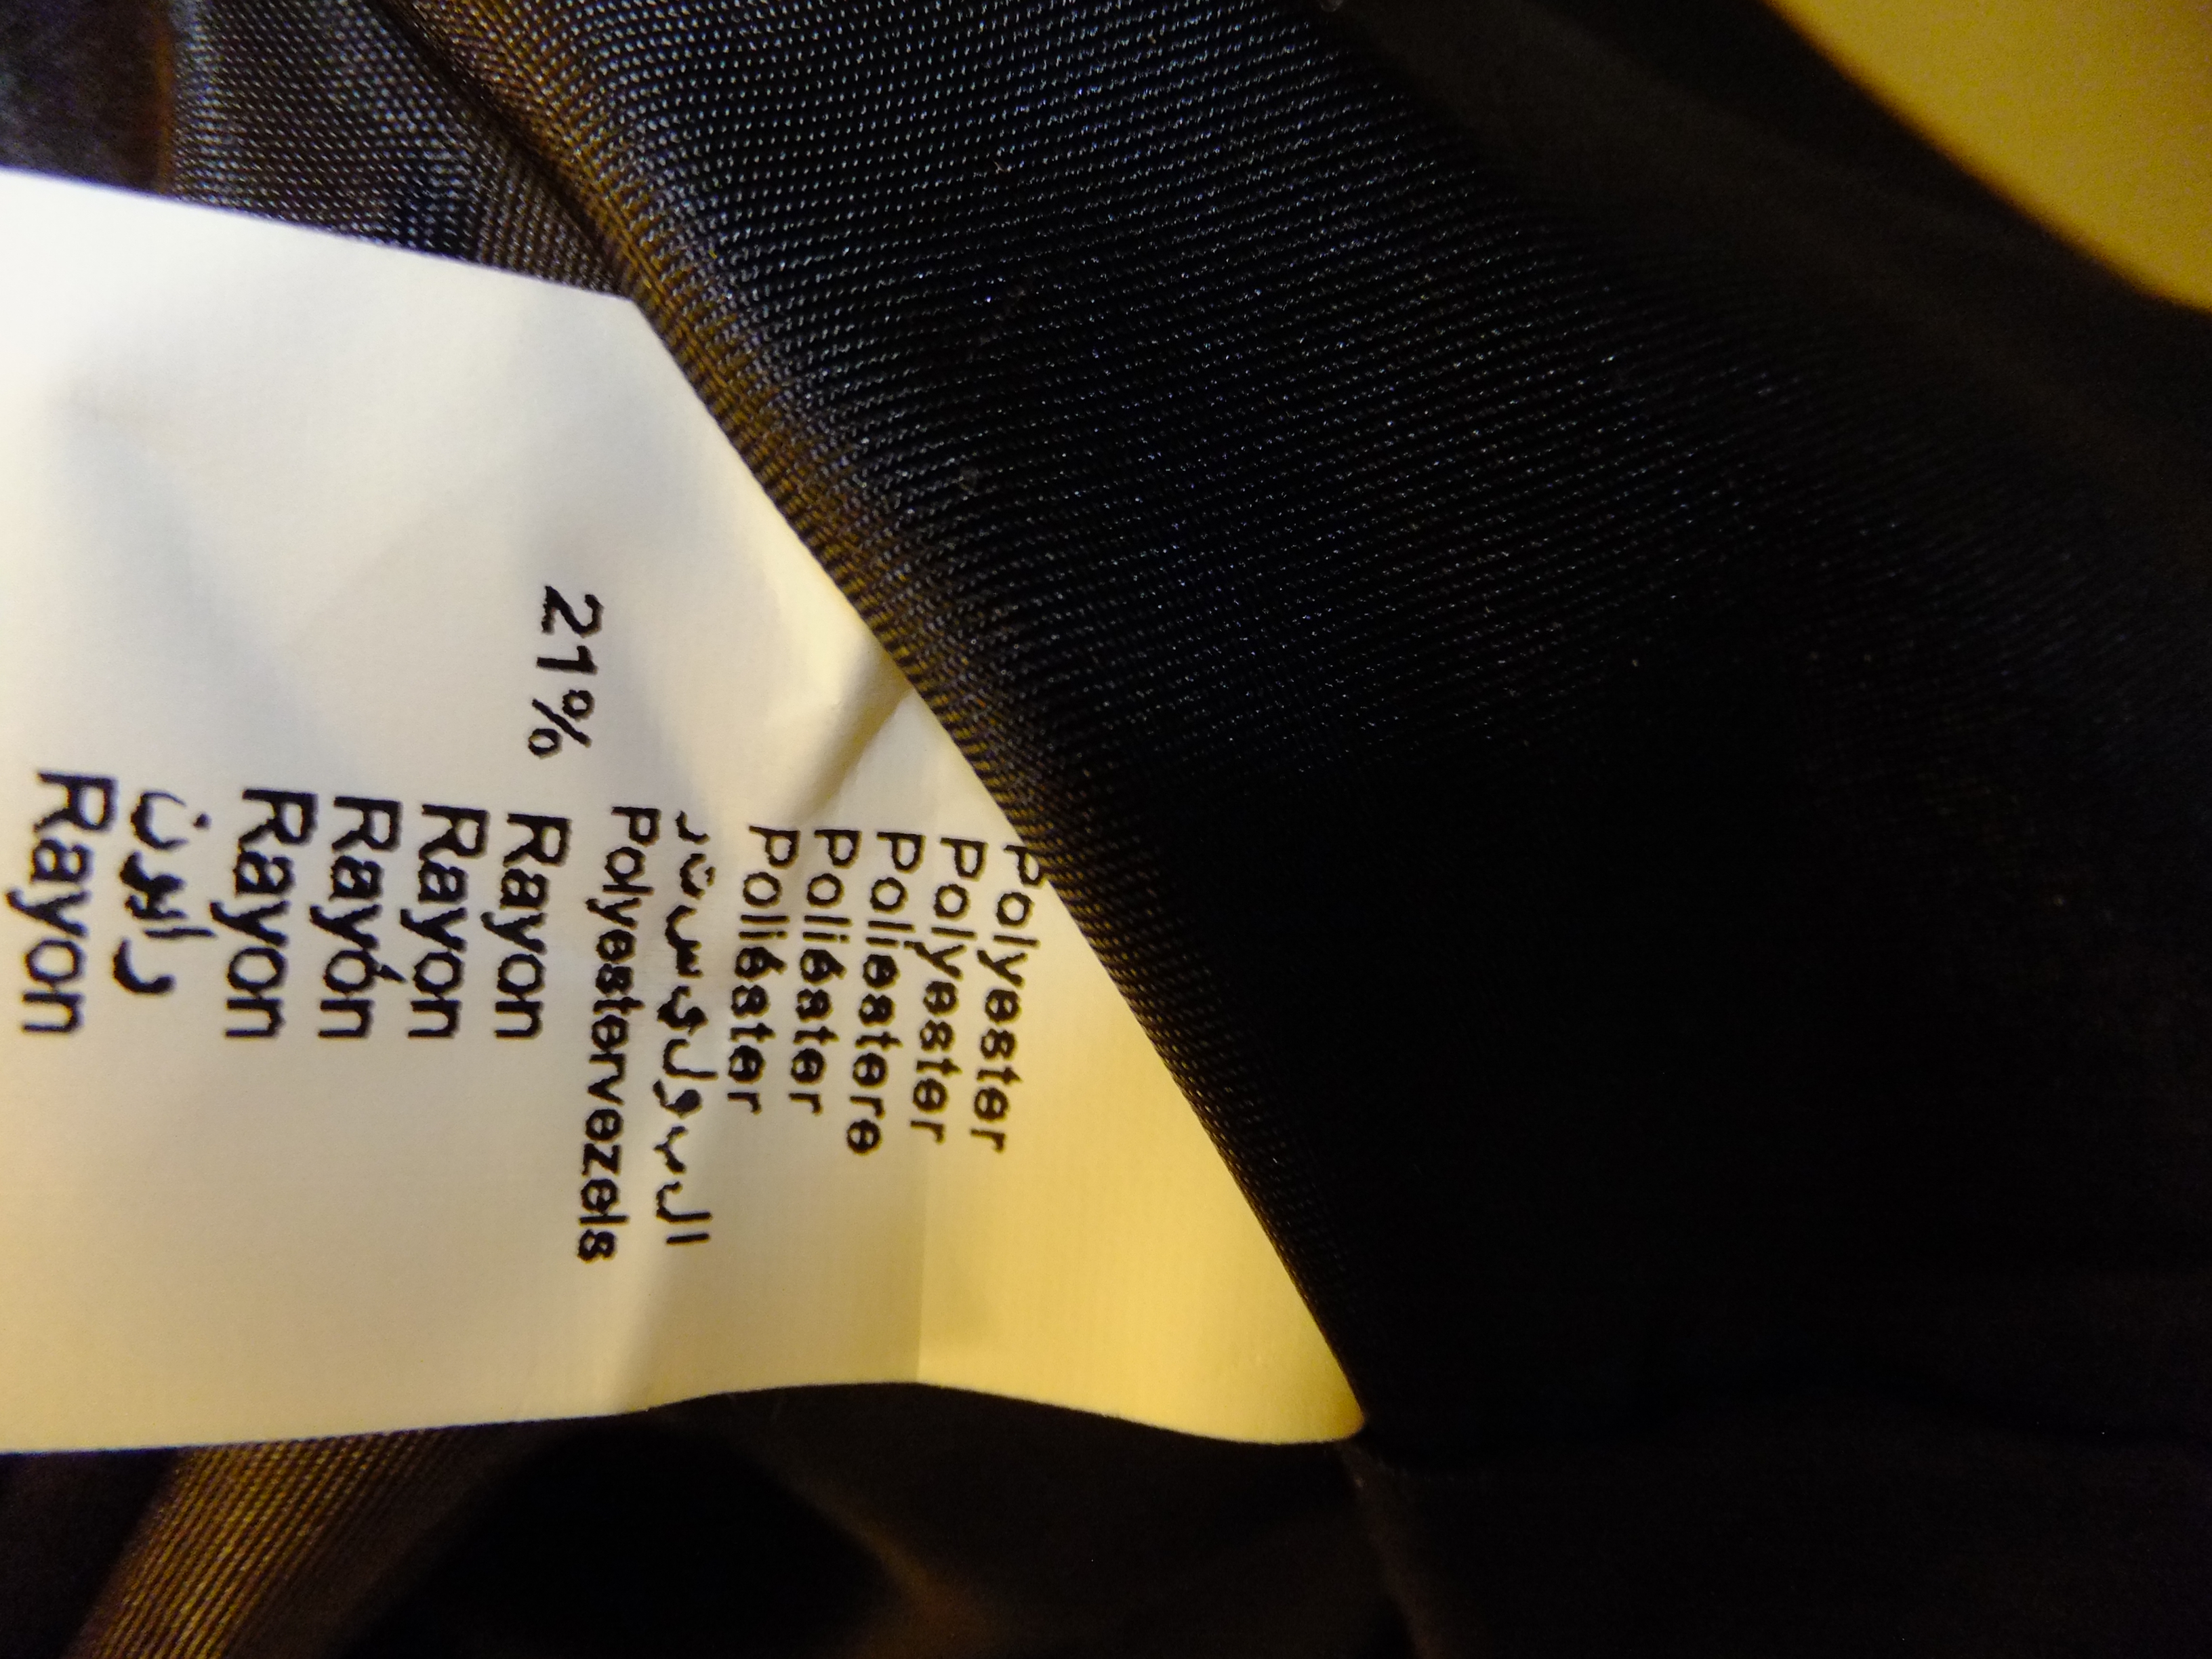 Polyester
Polyester
Poliestere
Poliéster
Poliéster
البوليستر
Polyestervezels
21% Rayon
Rayon
Rayón
Rayon
رايون
Rayon